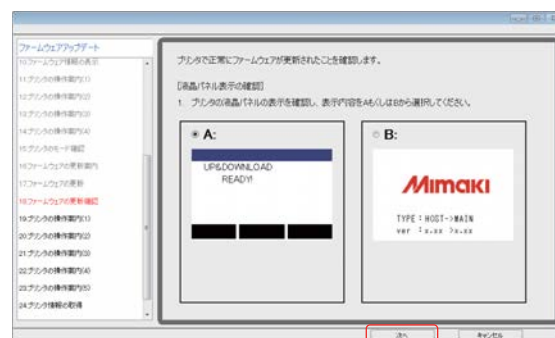 ファームウェアアップデート
10.ファームウェア情報の表示
11.プリンタの操作案内(1)
12.プリンタの操作案内(2)
13.プリンタの操作案内(3)
14.プリンタの操作案内(4)
15.プリンタのモード確認
16.ファームウェアの更新案内
17.ファームウェアの更新
18.ファームウェアの更新確認
19.プリンタの操作案内(1)
20.プリンタの操作案内(2)
21.プリンタの操作案内(3)
22.プリンタの操作案内(4)
23.プリンタの操作案内(5)
24.プリンタ情報の取得
プリンタで正常にファームウェアが更新されたことを確認します。
[液晶パネル表示の確認]
1. プリンタの液晶パネルの表示を確認し、表示内容をAもしくはBから選択してください。
A:
UP&DOWNLOAD
READY!
B:
Mimaki
TYPE : HOST->MAIN
ver : x.xx >x.xx
次へ
キャンセル